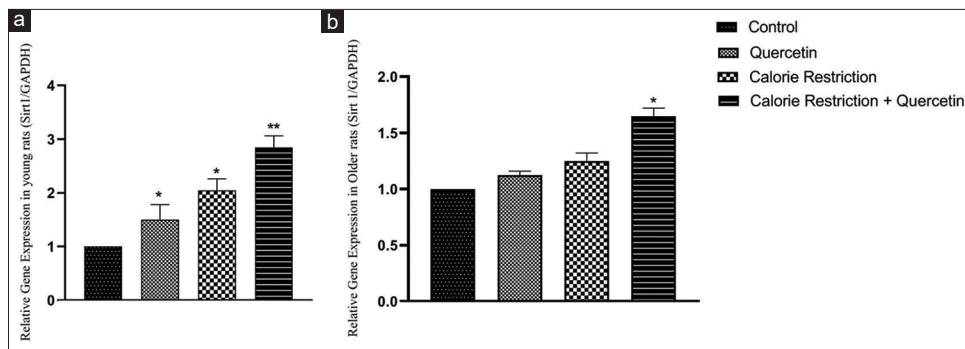 a
Relative Gene Expression in young rats (Sirt1/GAPDH)
4
3
2
1
0
*
*
**
b
Relative Gene Expression in Older rats (Sirt 1/GAPDH)
2.0
1.5
1.0
0.5
0.0
*
Control
Quercetin
Calorie Restriction
Calorie Restriction + Quercetin